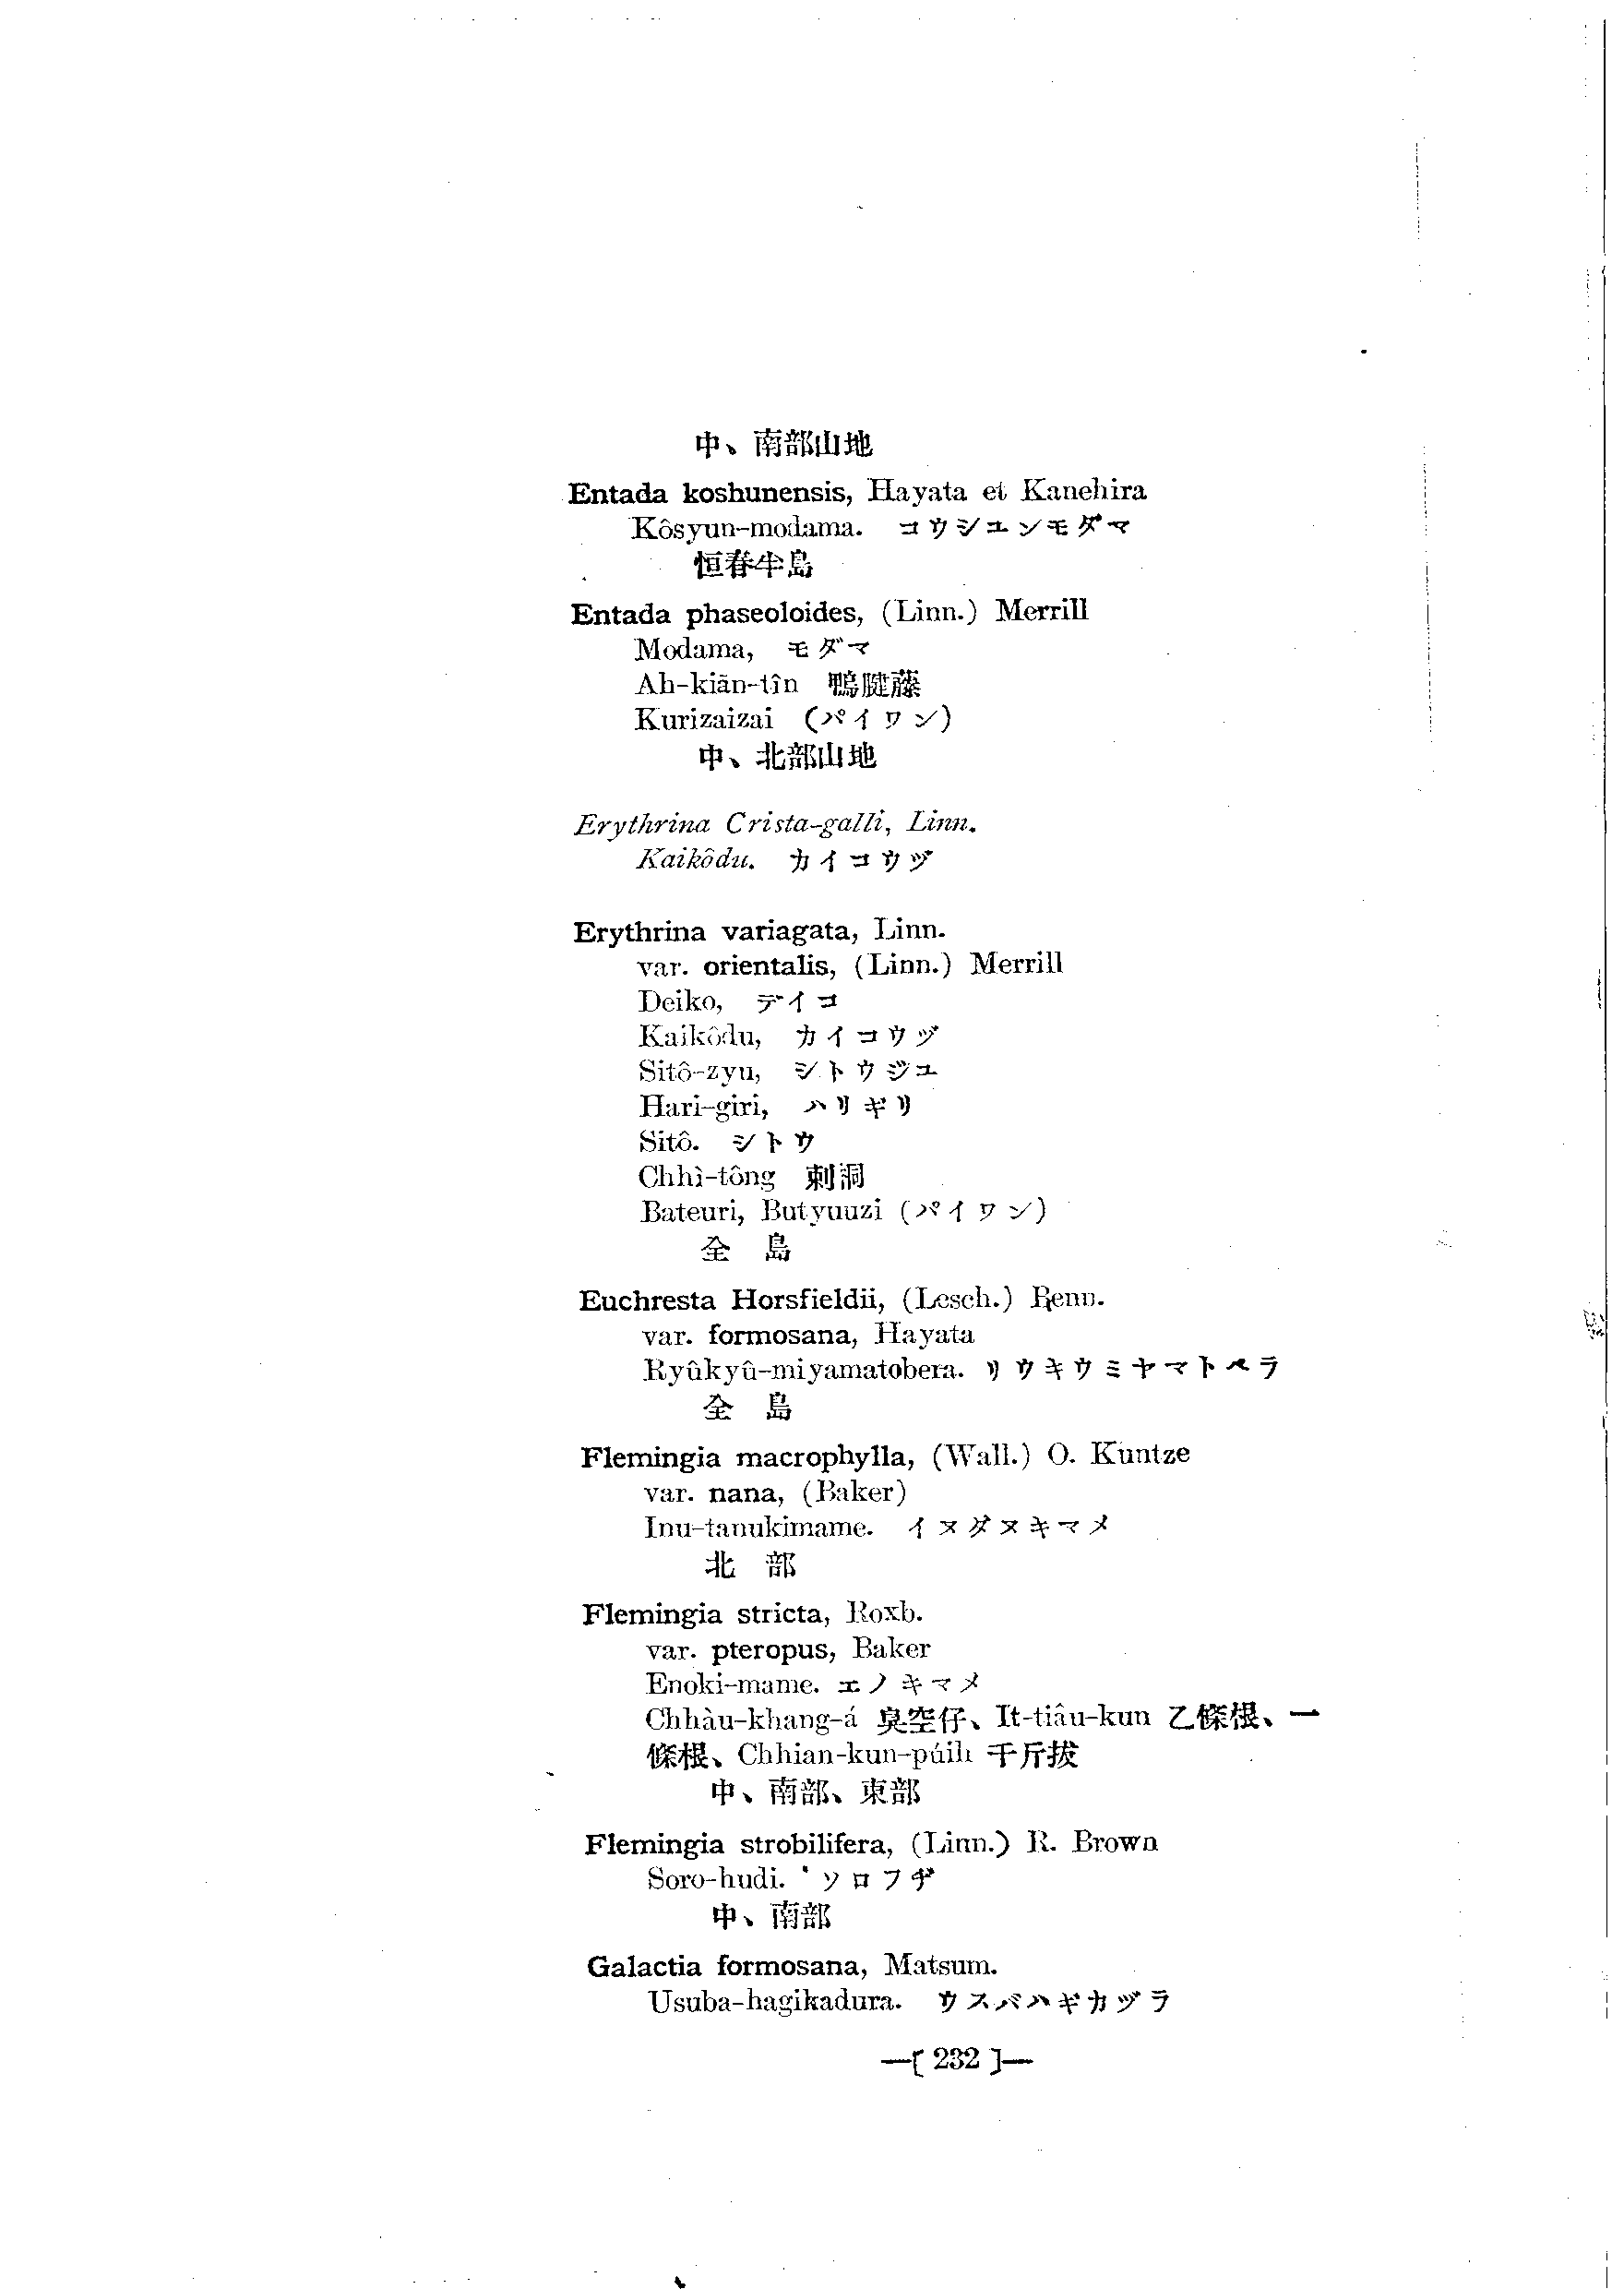 中、南部山地
Entada koshunensis, Hayata et Kanehira
Kôsyun-modama. コウシユンモダマ
恒春半島
Entada phaseoloides, (Linn.) Merrill
Modama, モダマ
Ah-kiān-tîn 鴨腱藤
Kurizaizai (パイワン)
中、北部山地
Erythrina Crista-galli, Linn.
Kaikôdu. カイコウヅ
Erythrina variagata, Linn.
var. orientalis, (Linn.) Merrill
Deiko, デイコ
Kaikôdu, カイコウヅ
Sitô-zyu, シトウジユ
Hari-giri, ハリギリ
Sitô. シトウ
Chhì-tông 刺洞
Bateuri, Butyuuzi (パイワン)
全 島
Euchresta Horsfieldii, (Lesch.) Benn.
var. formosana, Hayata
Ryûkyû-miyamatobera. リウキウミヤマトベラ
全 島
Flemingia macrophylla, (Wall.) O. Kuntze
var. nana, (Baker)
Inu-tanukimame. イヌダヌキマメ
北 部
Flemingia stricta, Roxb.
var. pteropus, Baker
Enoki-mame. エノキマメ
Chhàu-khang-á 臭空仔、It-tiâu-kun 乙條根、一
條根、Chhian-kun-púih 千斤拔
中、南部、東部
Flemingia strobilifera, (Linn.) R. Brown
Soro-hudi. ソロフヂ
中、南部
Galactia formosana, Matsum.
Usuba-hagikadura. ウスバハギカヅラ
—[ 232 ]—